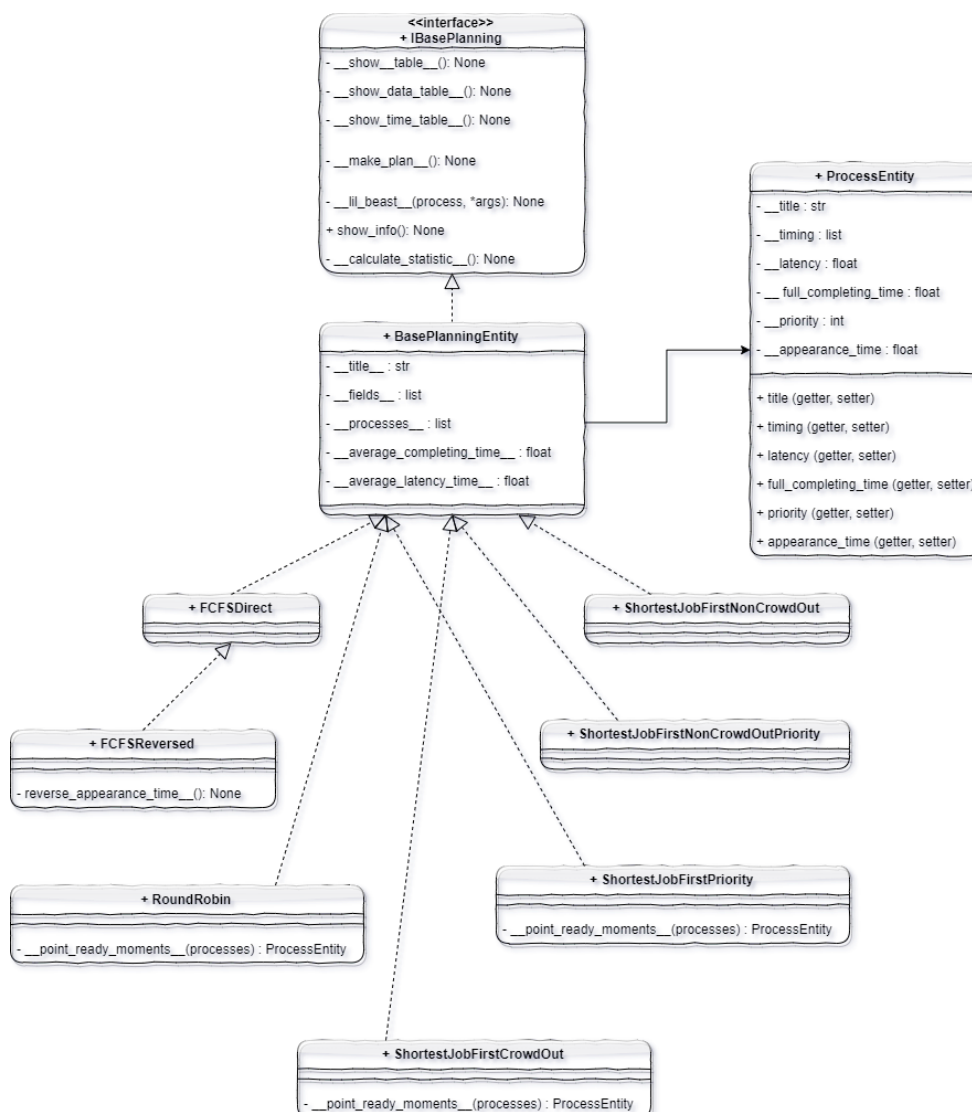 <<interface>>
+ IBasePlanning
- __show__table__(): None
- __show_data_table__(): None
- __show_time_table__(): None
- __make_plan__(): None
- __lil_beast__(process, *args): None
+ show_info(): None
- __calculate_statistic__(): None
+ ProcessEntity
- __title : str
- __timing : list
- __latency : float
- __ full_completing_time : float
- __priority : int
- __appearance_time : float
+ title (getter, setter)
+ timing (getter, setter)
+ latency (getter, setter)
+ full_completing_time (getter, setter)
+ priority (getter, setter)
+ appearance_time (getter, setter)
+ BasePlanningEntity
- __title__ : str
- __fields__ : list
- __processes__ : list
- __average_completing_time__ : float
- __average_latency_time__ : float
+ FCFSDirect
+ ShortestJobFirstNonCrowdOut
+ FCFSReversed
- reverse_appearance_time__(): None
+ ShortestJobFirstNonCrowdOutPriority
+ RoundRobin
- __point_ready_moments__(processes) : ProcessEntity
+ ShortestJobFirstPriority
- __point_ready_moments__(processes) : ProcessEntity
+ ShortestJobFirstCrowdOut
- __point_ready_moments__(processes) : ProcessEntity